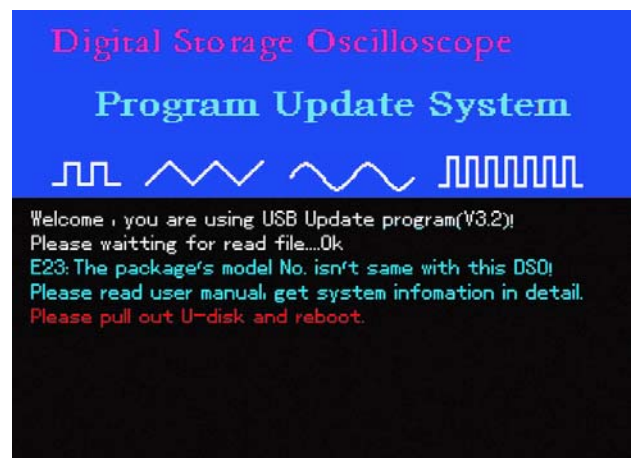 Digital Storage Oscilloscope
Program Update System
Welcome , you are using USB Update program(V3.2)!
Please waitting for read file....Ok
E23: The package's model No. isn't same with this DSO!
Please read user manual, get system infomation in detail.
Please pull out U-disk and reboot.